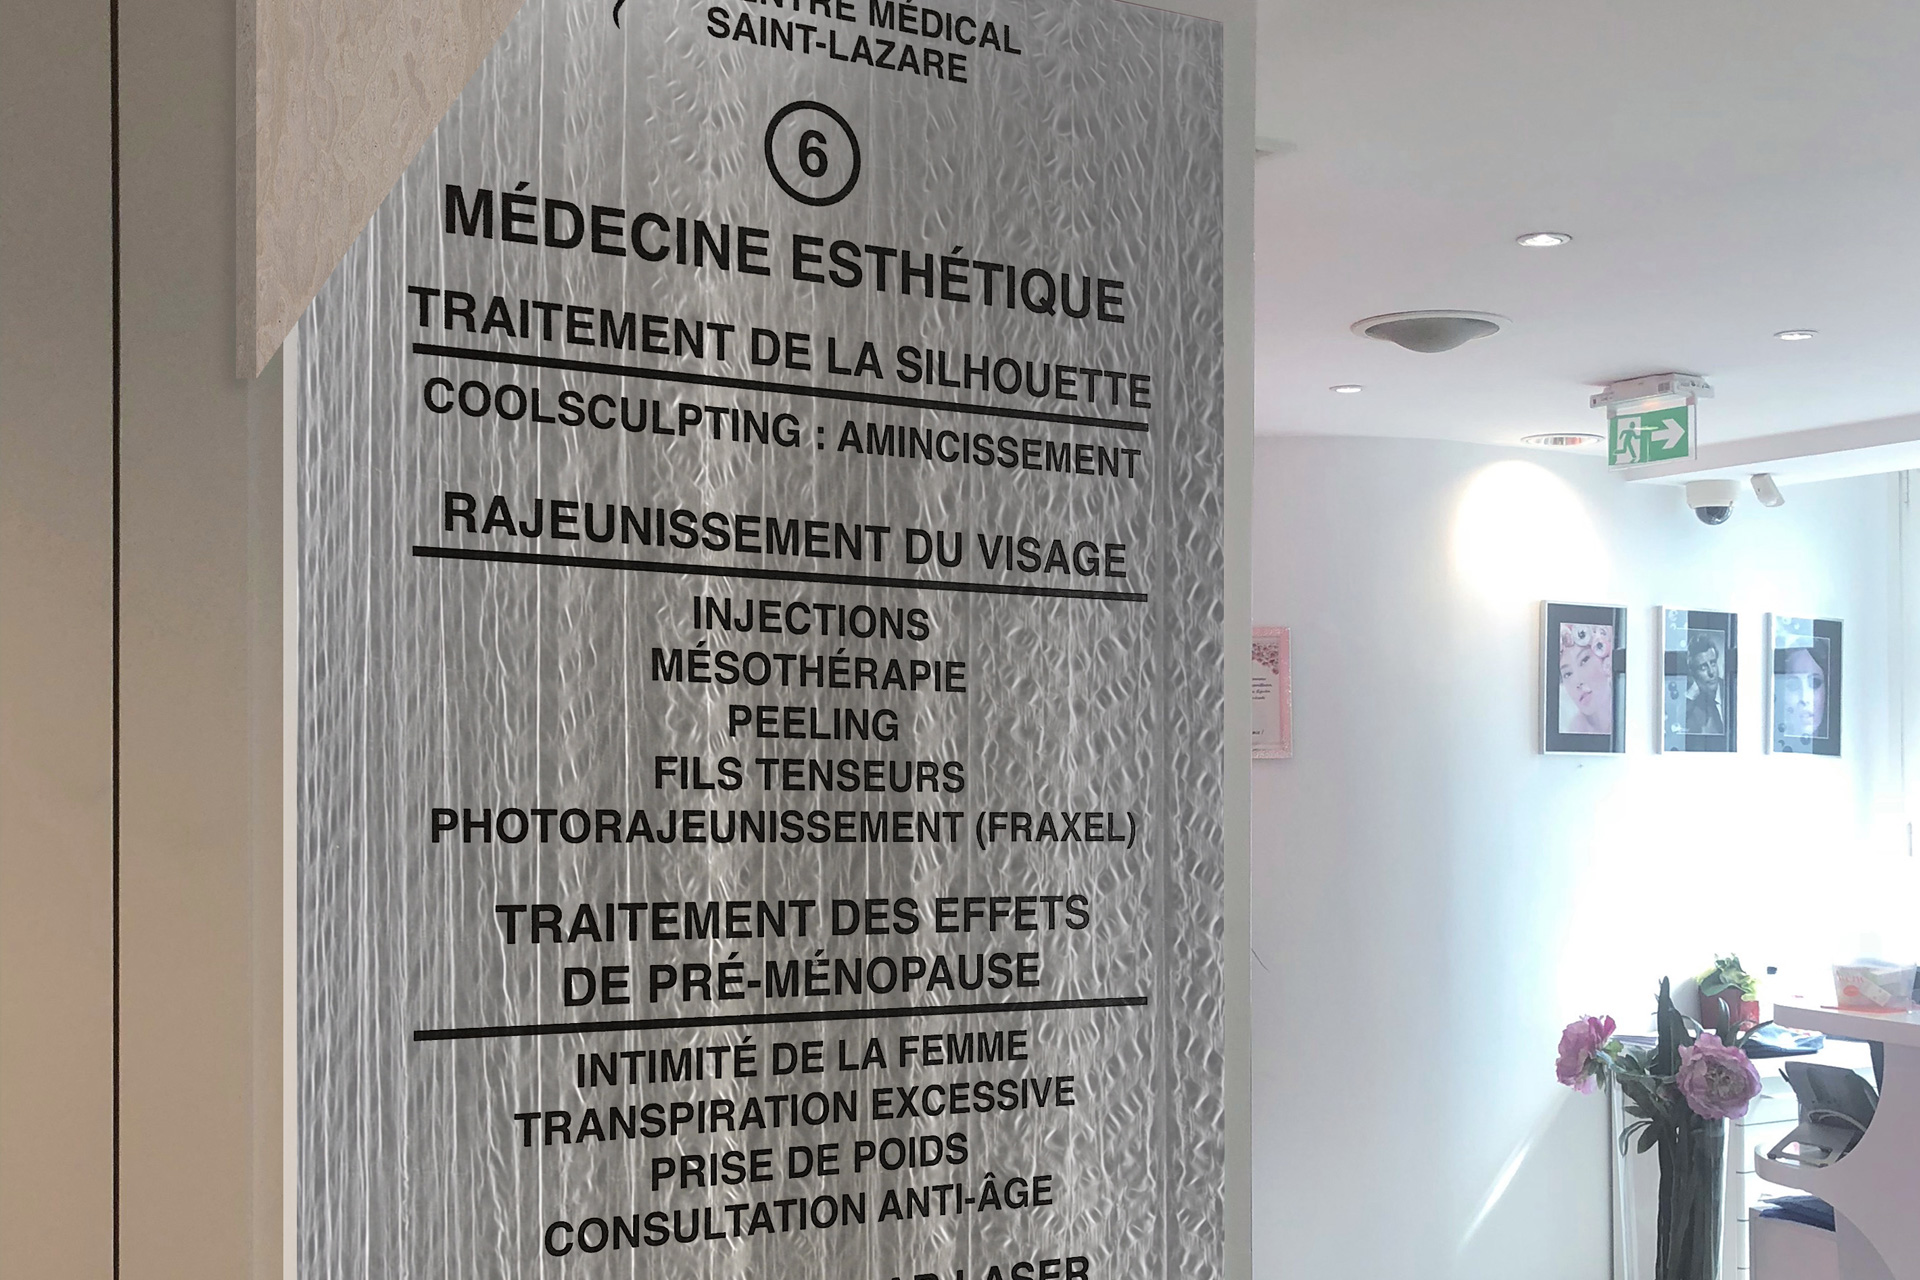 MÉDICAL
SAINT-LAZARE
6
MÉDECINE ESTHÉTIQUE
TRAITEMENT DE LA SILHOUETTE
COOLSCULPTING : AMINCISSEMENT
RAJEUNISSEMENT DU VISAGE
INJECTIONS
MÉSOTHÉRAPIE
PEELING
FILS TENSEURS
PHOTORAJEUNISSEMENT (FRAXEL)
TRAITEMENT DES EFFETS
DE PRÉ-MÉNOPAUSE
INTIMITÉ DE LA FEMME
TRANSPIRATION EXCESSIVE
PRISE DE POIDS
CONSULTATION ANTI-ÂGE
LASER